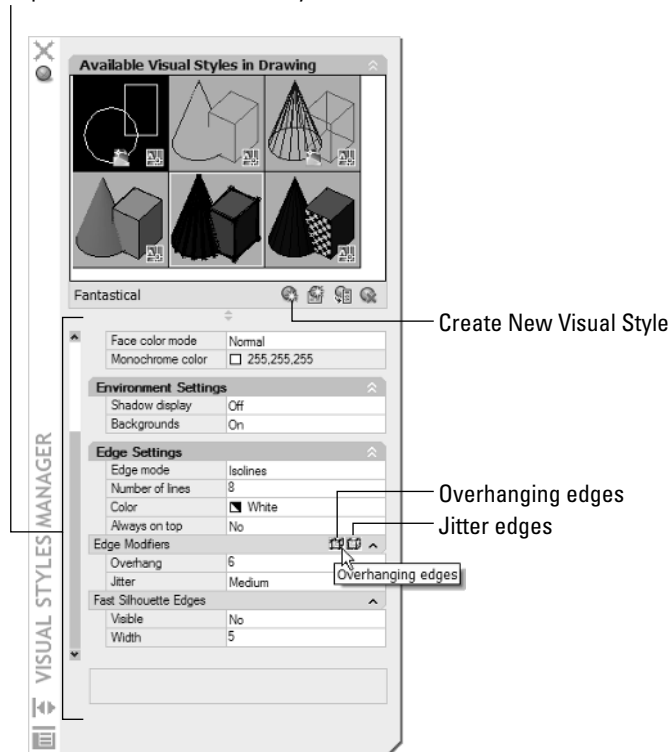 Available Visual Styles in Drawing
Fantastical
Create New Visual Style
Face color mode Normal
Monochrome color 255,255,255
Environment Settings
Shadow display Off
Backgrounds On
Edge Settings
Edge mode Isolines
Number of lines 8
Color White
Always on top No
Overhanging edges
Jitter edges
Edge Modifiers
Overhang 6
Overhanging edges
Jitter Medium
Fast Silhouette Edges
Visible No
Width 5
VISUAL STYLES MANAGER